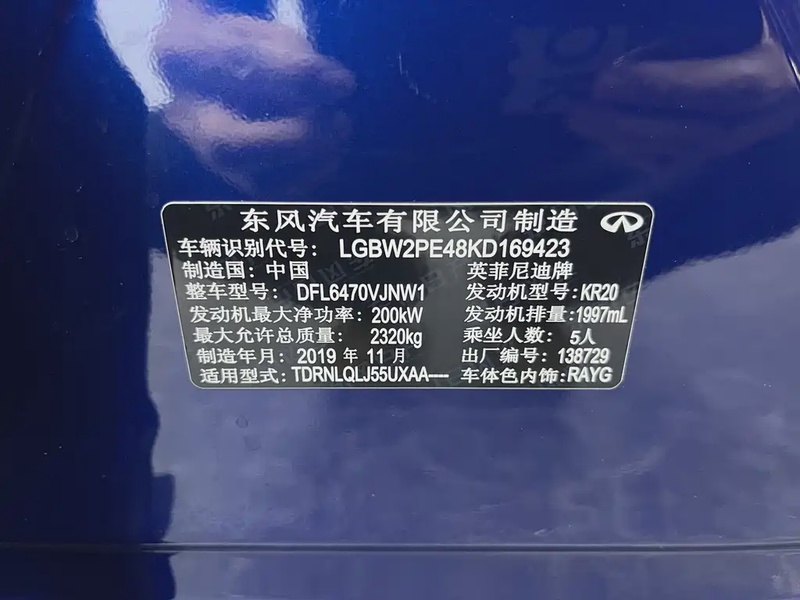 东风汽车有限公司制造
车辆识别代号: LGBW2PE48KD169423
制造国: 中国 英菲尼迪牌
整车型号: DFL6470VJNW1 发动机型号: KR20
发动机最大净功率: 200kW 发动机排量: 1997mL
最大允许总质量: 2320kg 乘坐人数: 5人
制造年月: 2019 年 11 月 出厂编号: 138729
适用型式: TDRNLQLJ55UXAA---- 车体色内饰: RAYG